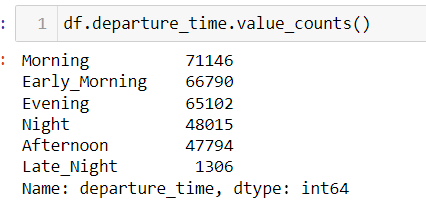 : 1 df.departure_time.value_counts()
: Morning 71146
Early_Morning 66790
Evening 65102
Night 48015
Afternoon 47794
Late_Night 1306
Name: departure_time, dtype: int64